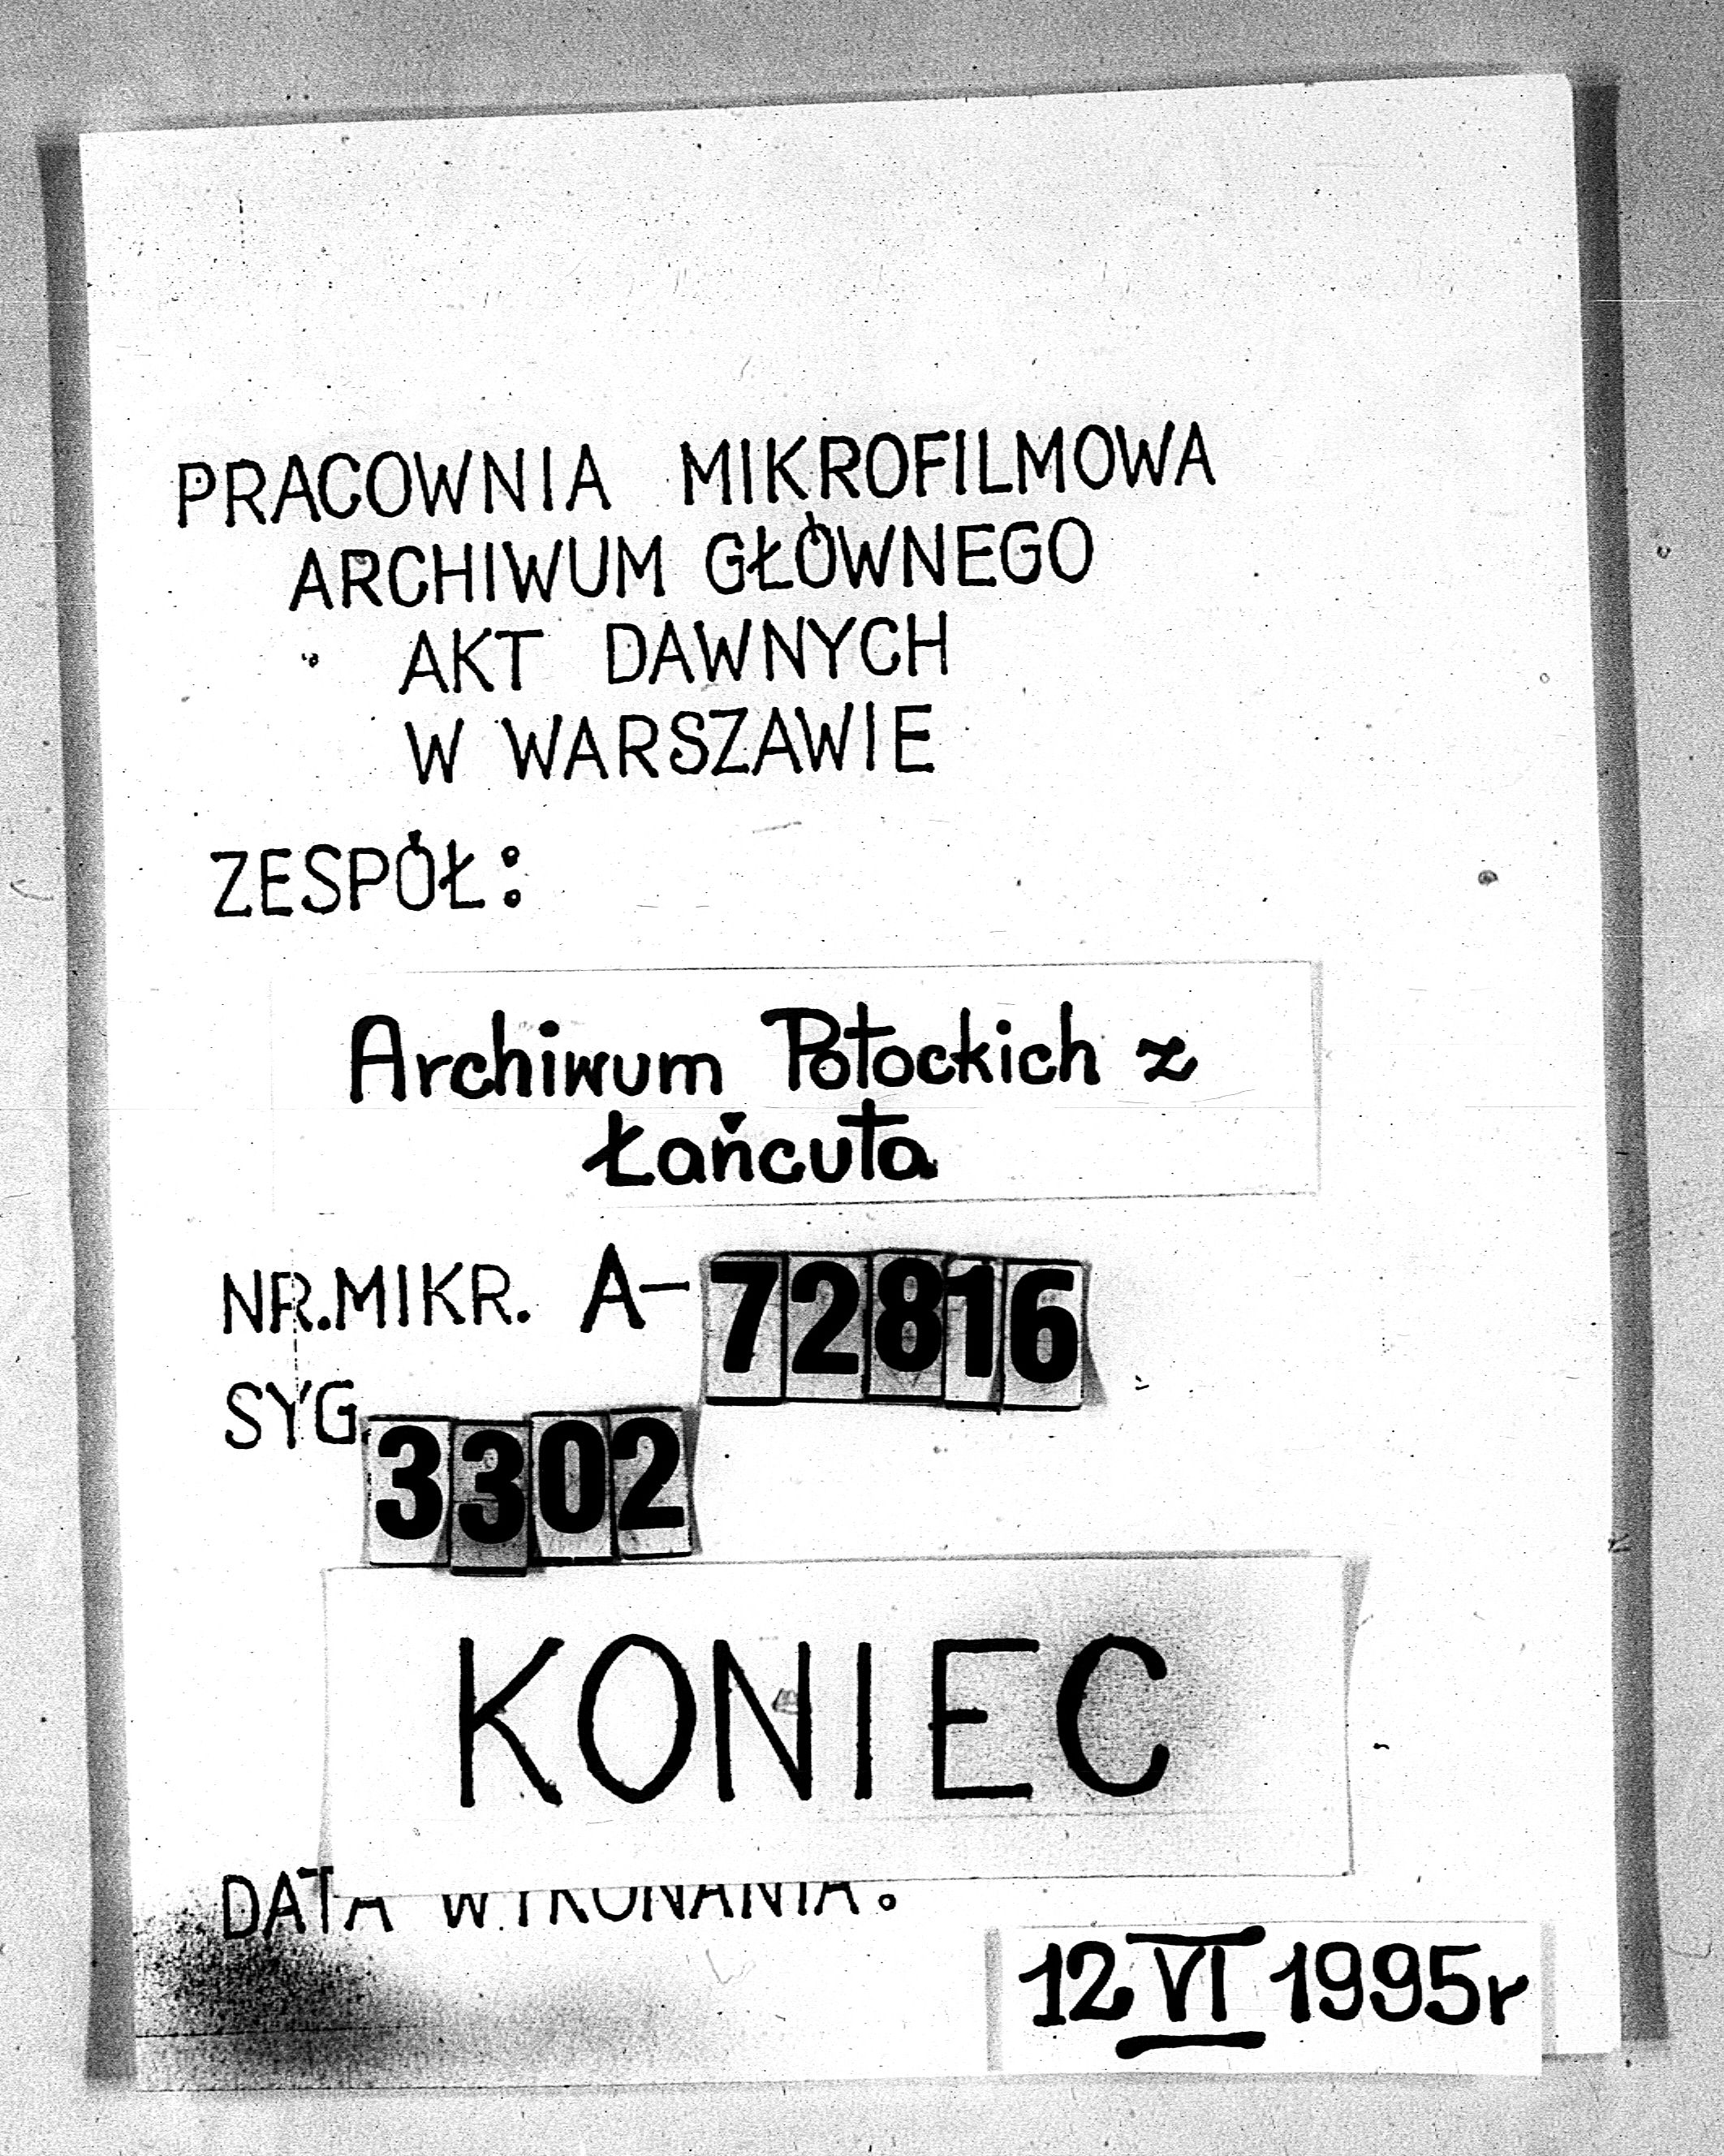 PRACOWNIA MIKROFILMOWA
ARCHIWUM GŁÓWNEGO
AKT DAWNYCH
W WARSZAWIE
ZESPÓŁ:
Archiwum Potockich z
Łańcuta
NR.MIKR. A-72816
SYG. 3302
KONIEC
DATA WYKONANIA:
12 VI 1995r